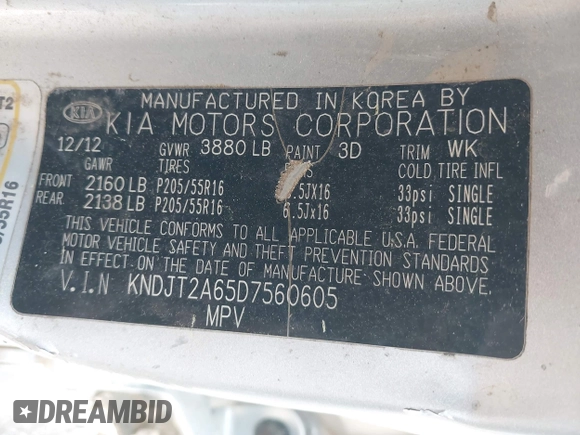 MANUFACTURED IN KOREA BY
KIA KIA MOTORS CORPORATION
12/12 GVWR 3880 LB PAINT 3D TRIM WK
GAWR TIRES COLD TIRE INFL
FRONT 2160 LB P205/55R16 .5JX16 33psi SINGLE
REAR 2138 LB P205/55R16 6.5Jx16 33psi SINGLE
THIS VEHICLE CONFORMS TO ALL APPLICABLE U.S.A. FEDERAL
MOTOR VEHICLE SAFETY AND THEFT PREVENTION STANDARDS
IN EFFECT ON THE DATE OF MANUFACTURE SHOWN ABOVE.
V.I.N KNDJT2A65D7560605
MPV
DREAMBID